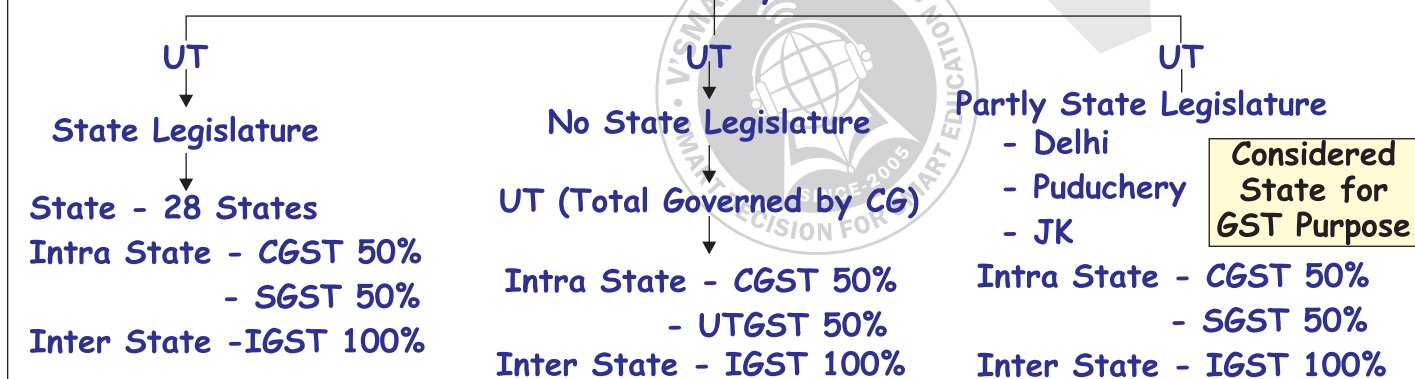 UT
State Legislature
State - 28 States
Intra State - CGST 50%
- SGST 50%
Inter State -IGST 100%
UT
No State Legislature
UT (Total Governed by CG)
Intra State - CGST 50%
- UTGST 50%
Inter State - IGST 100%
UT
Partly State Legislature
- Delhi
- Puduchery
- JK
Considered
State for
GST Purpose
Intra State - CGST 50%
- SGST 50%
Inter State - IGST 100%
SINCE-2005